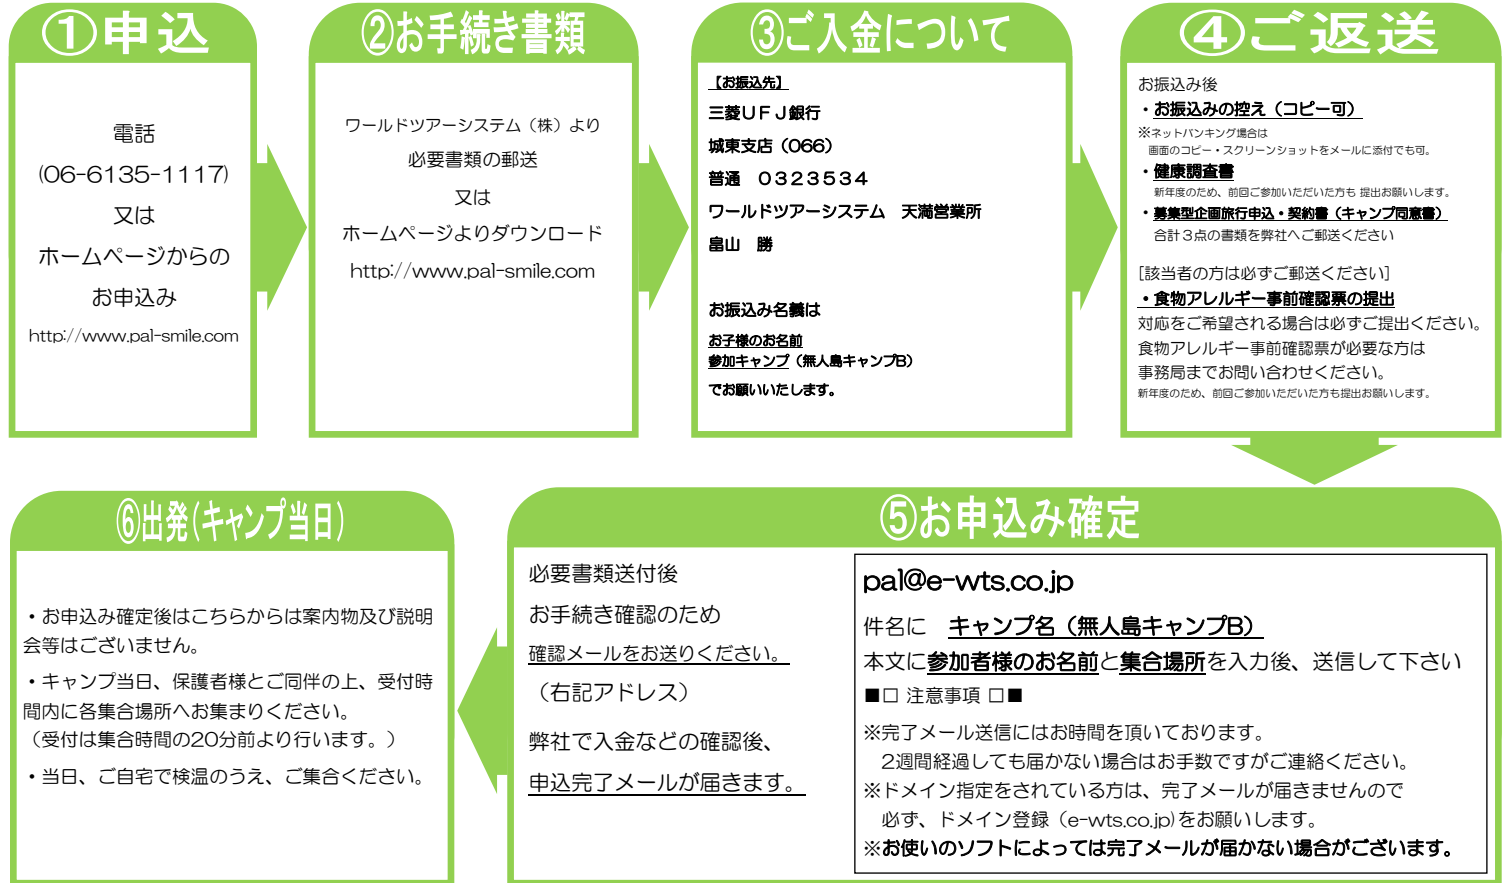 ①申込
電話
(06-6135-1117)
又は
ホームページからの
お申込み
http://www.pal-smile.com
②お手続き書類
ワールドツアーシステム（株）より
必要書類の郵送
又は
ホームページよりダウンロード
http://www.pal-smile.com
③ご入金について
【お振込先】
三菱ＵＦＪ銀行
城東支店（066）
普通　０３２３５３４
ワールドツアーシステム　天満営業所
畠山　勝
お振込み名義は
お子様のお名前
参加キャンプ（無人島キャンプB）
でお願いいたします。
④ご返送
お振込み後
・お振込みの控え（コピー可）
※ネットバンキング場合は
画面のコピー・スクリーンショットをメールに添付でも可。
・健康調査書
新年度のため、前回ご参加いただいた方も 提出お願いします。
・募集型企画旅行申込・契約書（キャンプ同意書）
合計３点の書類を弊社へご郵送ください
[該当者の方は必ずご郵送ください]
・食物アレルギー事前確認票の提出
対応をご希望される場合は必ずご提出ください。
食物アレルギー事前確認票が必要な方は
事務局までお問い合わせください。
新年度のため、前回ご参加いただいた方も提出お願いします。
⑤お申込み確定
必要書類送付後
お手続き確認のため
確認メールをお送りください。
（右記アドレス）
弊社で入金などの確認後、
申込完了メールが届きます。
pal@e-wts.co.jp
件名に　キャンプ名（無人島キャンプB）
本文に参加者様のお名前と集合場所を入力後、送信して下さい
■□ 注意事項 □■
※完了メール送信にはお時間を頂いております。
2週間経過しても届かない場合はお手数ですがご連絡ください。
※ドメイン指定をされている方は、完了メールが届きませんので
必ず、ドメイン登録（e-wts.co.jp)をお願いします。
※お使いのソフトによっては完了メールが届かない場合がございます。
⑥出発(キャンプ当日)
・お申込み確定後はこちらからは案内物及び説明
会等はございません。
・キャンプ当日、保護者様とご同伴の上、受付時
間内に各集合場所へお集まりください。
（受付は集合時間の20分前より行います。）
・当日、ご自宅で検温のうえ、ご集合ください。